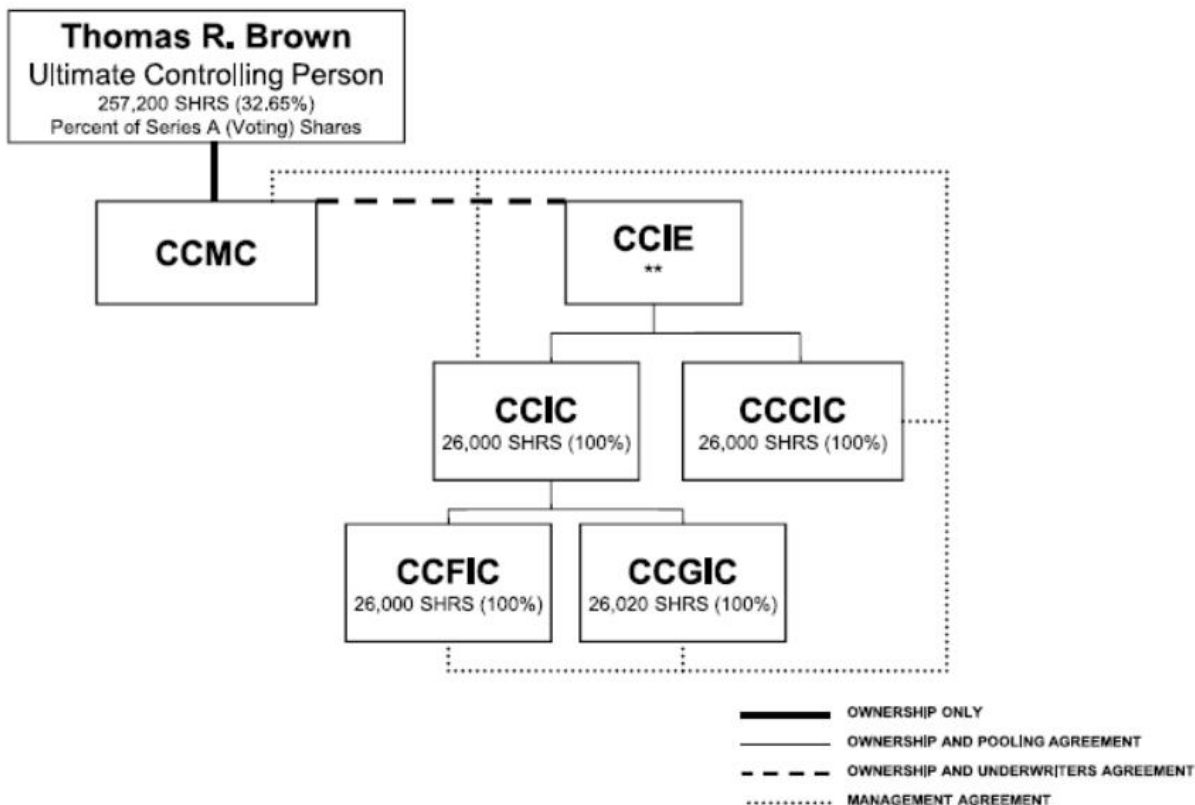 Thomas R. Brown
Ultimate Controlling Person
257,200 SHRS (32.65%)
Percent of Series A (Voting) Shares
CCMC
CCIE
**
CCIC
26,000 SHRS (100%)
CCCIC
26,000 SHRS (100%)
CCFIC
26,000 SHRS (100%)
CCGIC
26,020 SHRS (100%)
OWNERSHIP ONLY
OWNERSHIP AND POOLING AGREEMENT
OWNERSHIP AND UNDERWRITERS AGREEMENT
MANAGEMENT AGREEMENT